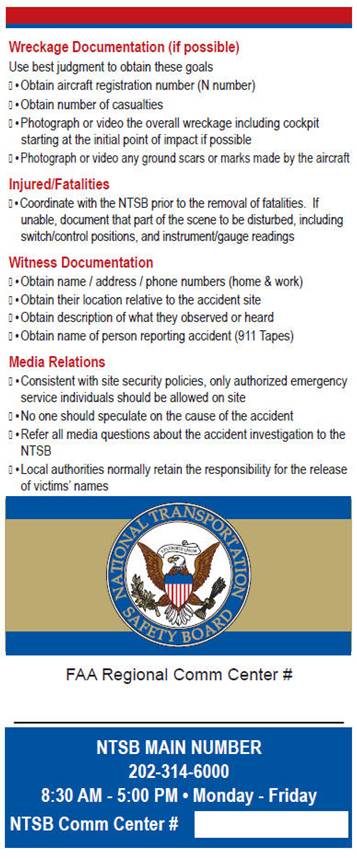 Wreckage Documentation (if possible)
Use best judgment to obtain these goals
• Obtain aircraft registration number (N number)
• Obtain number of casualties
• Photograph or video the overall wreckage including cockpit
starting at the initial point of impact if possible
• Photograph or video any ground scars or marks made by the aircraft
Injured/Fatalities
• Coordinate with the NTSB prior to the removal of fatalities. If
unable, document that part of the scene to be disturbed, including
switch/control positions, and instrument/gauge readings
Witness Documentation
• Obtain name / address / phone numbers (home & work)
• Obtain their location relative to the accident site
• Obtain description of what they observed or heard
• Obtain name of person reporting accident (911 Tapes)
Media Relations
• Consistent with site security policies, only authorized emergency
service individuals should be allowed on site
• No one should speculate on the cause of the accident
• Refer all media questions about the accident investigation to the
NTSB
• Local authorities normally retain the responsibility for the release
of victims' names
NATIONAL TRANSPORTATION
SAFETY BOARD
FAA Regional Comm Center #
NTSB MAIN NUMBER
202-314-6000
8:30 AM - 5:00 PM • Monday - Friday
NTSB Comm Center #